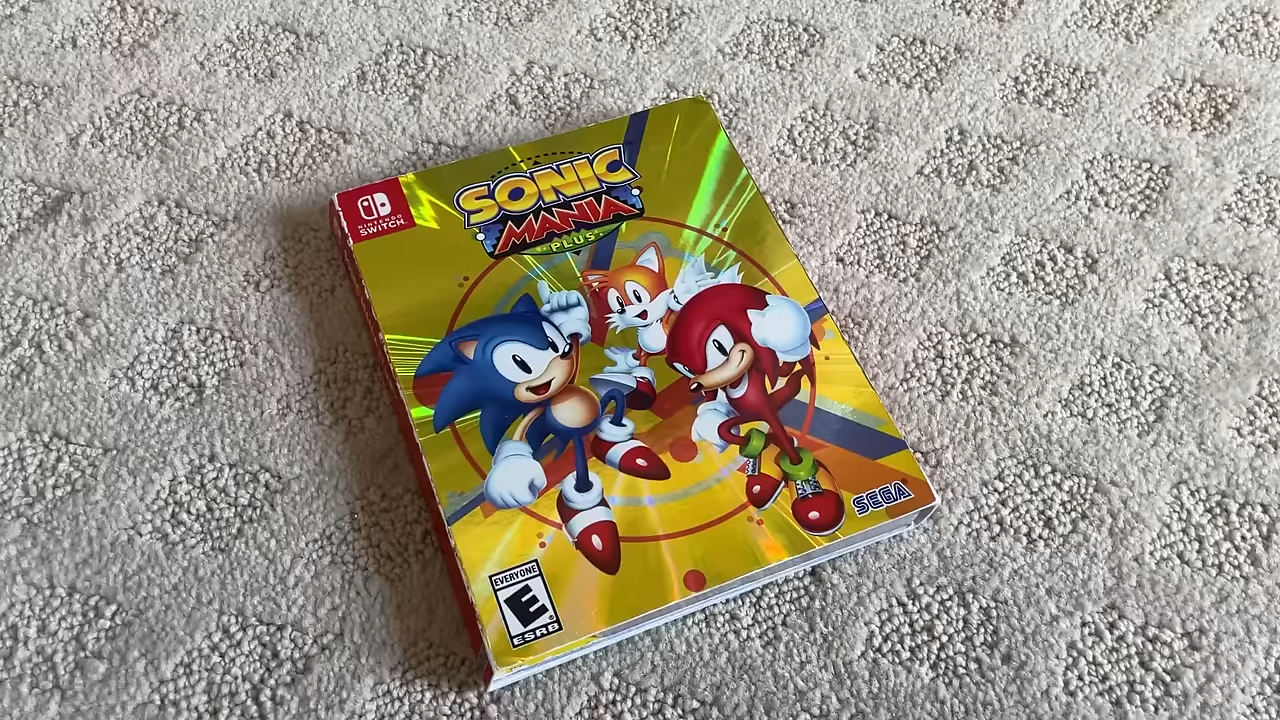 NINTENDO
SWITCH
SONIC
MANIA
PLUS
SEGA
EVERYONE
E
ESRB